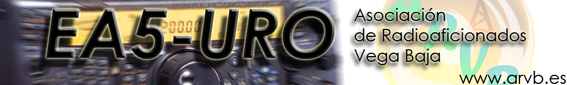 EA5-URO
Asociación
de Radioaficionados
Vega Baja
www.arvb.es